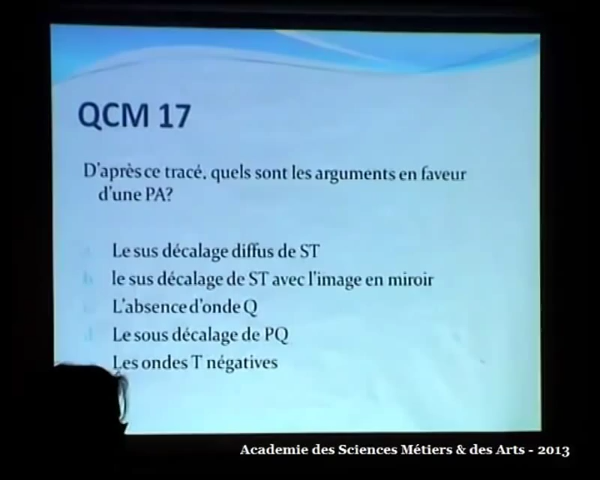 QCM 17
D'après ce tracé, quels sont les arguments en faveur
d'une PA?
a. Le sus décalage diffus de ST
b. le sus décalage de ST avec l'image en miroir
L'absence d'onde Q
d. Le sous décalage de PQ
Les ondes T négatives
Academie des Sciences Métiers & des Arts - 2013